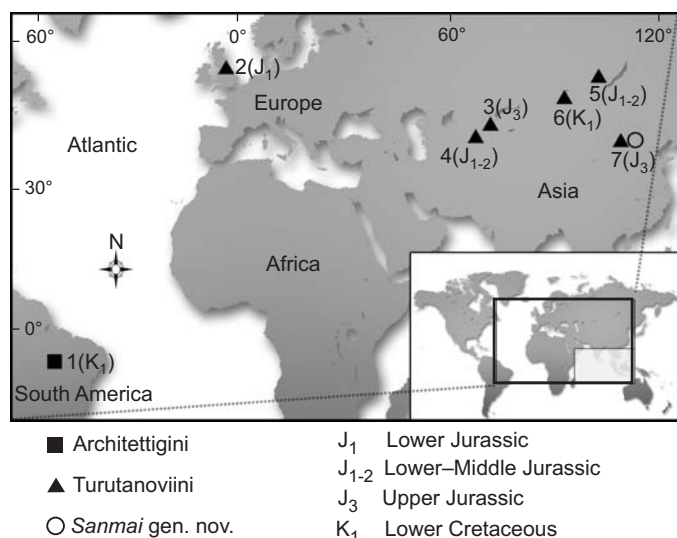 60° 0° 60° 120°
2(J1)
Europe
5(J1-2)
3(J3)
6(K1)
Atlantic
4(J1-2)
7(J3)
30°
Asia
N
Africa
0°
1(K1)
South America
Architettigini
Turutanoviini
Sanmai gen. nov.
J1 Lower Jurassic
J1-2 Lower–Middle Jurassic
J3 Upper Jurassic
K1 Lower Cretaceous